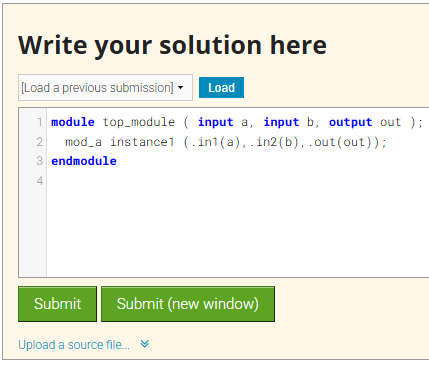 Write your solution here
[Load a previous submission] Load
1 module top_module ( input a, input b, output out );
2 mod_a instance1 (.in1(a),.in2(b),.out(out));
3 endmodule
4
Submit Submit (new window)
Upload a source file...